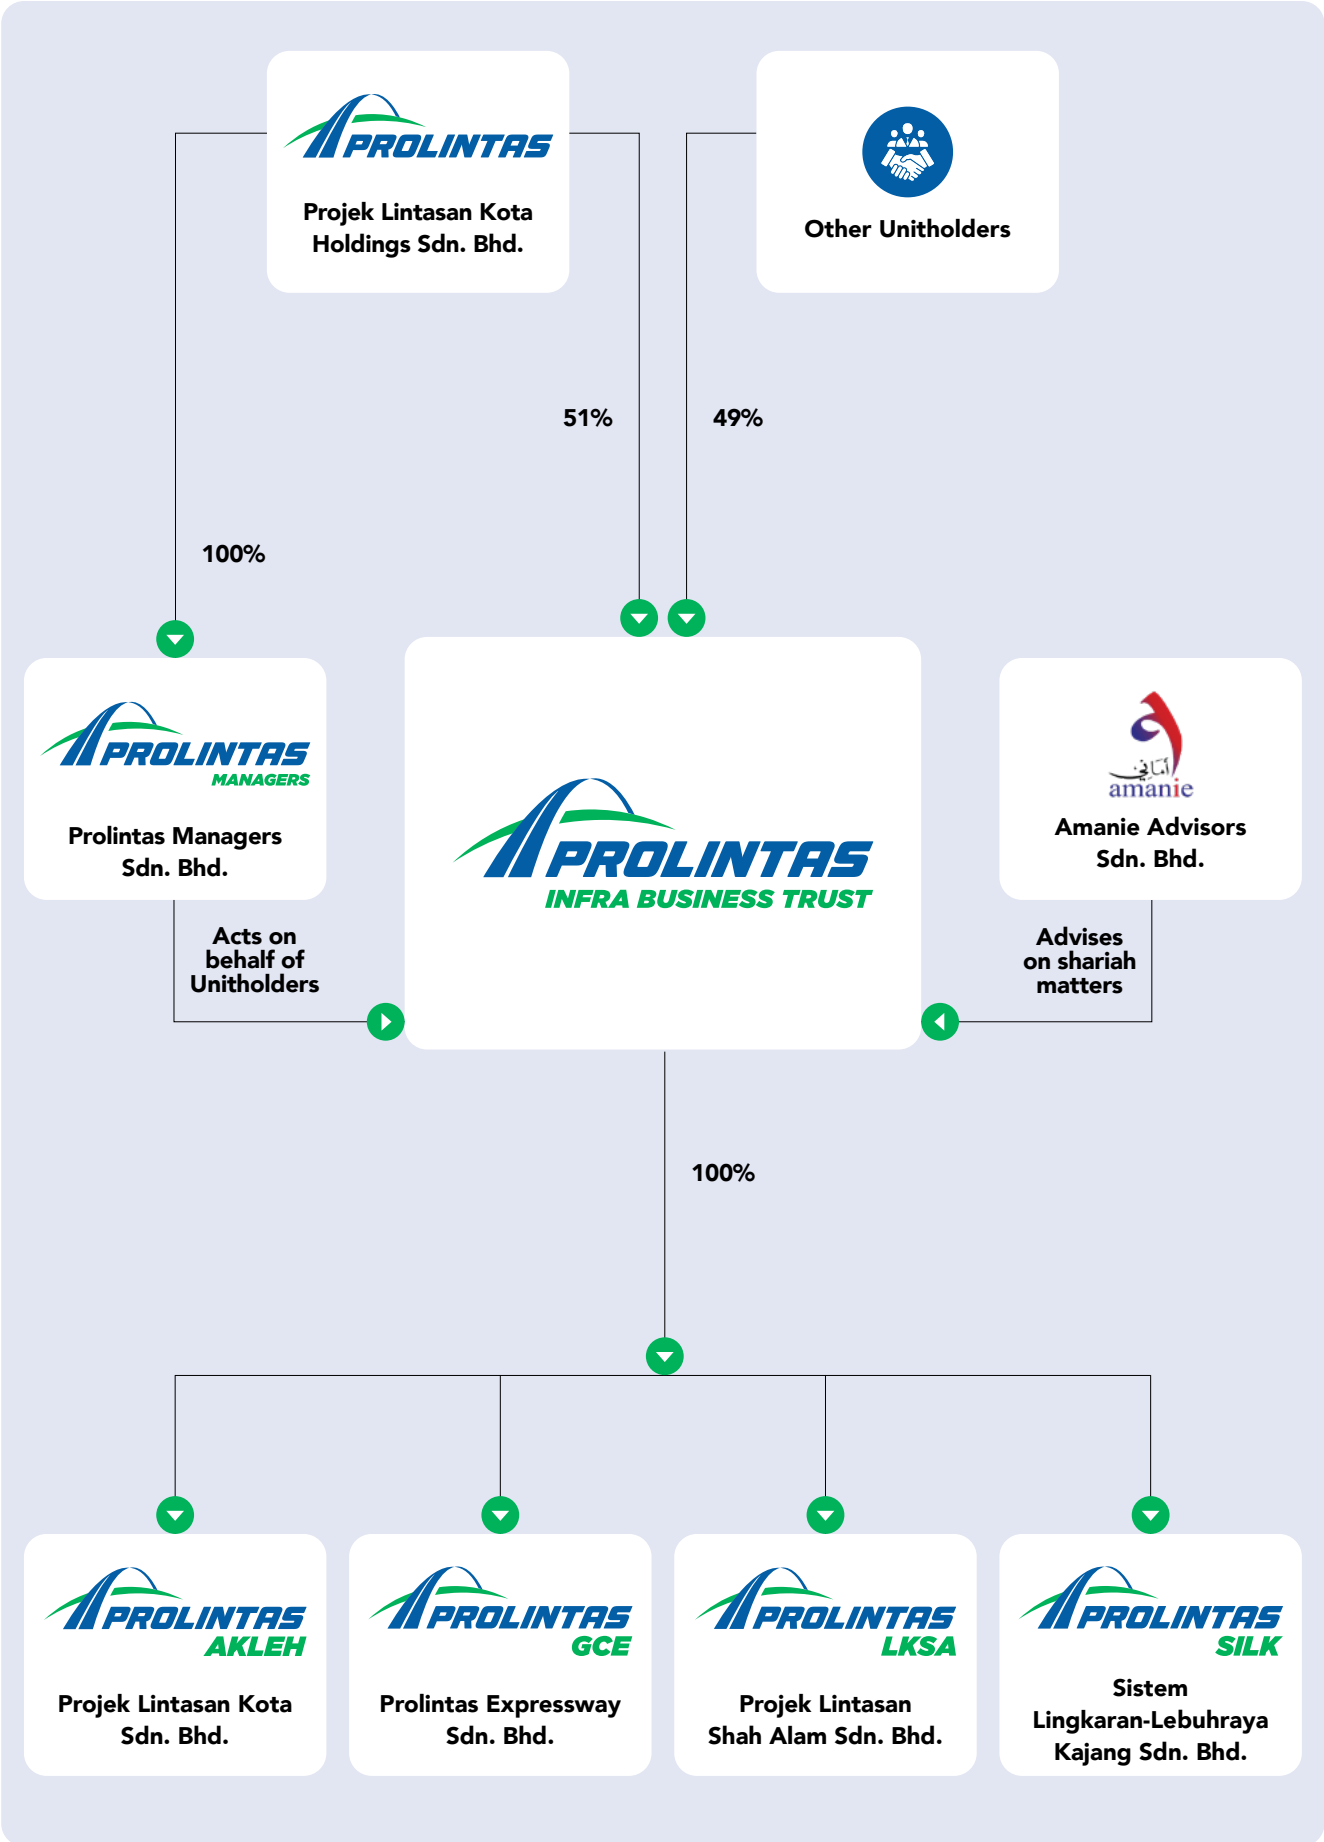 PROLINTAS
Projek Lintasan Kota
Holdings Sdn. Bhd.
Other Unitholders
51%
49%
100%
PROLINTAS
MANAGERS
Prolintas Managers
Sdn. Bhd.
PROLINTAS
INFRA BUSINESS TRUST
أماني
amanie
Amanie Advisors
Sdn. Bhd.
Acts on
behalf of
Unitholders
Advises
on shariah
matters
100%
PROLINTAS
AKLEH
Projek Lintasan Kota
Sdn. Bhd.
PROLINTAS
GCE
Prolintas Expressway
Sdn. Bhd.
PROLINTAS
LKSA
Projek Lintasan
Shah Alam Sdn. Bhd.
PROLINTAS
SILK
Sistem
Lingkaran-Lebuhraya
Kajang Sdn. Bhd.